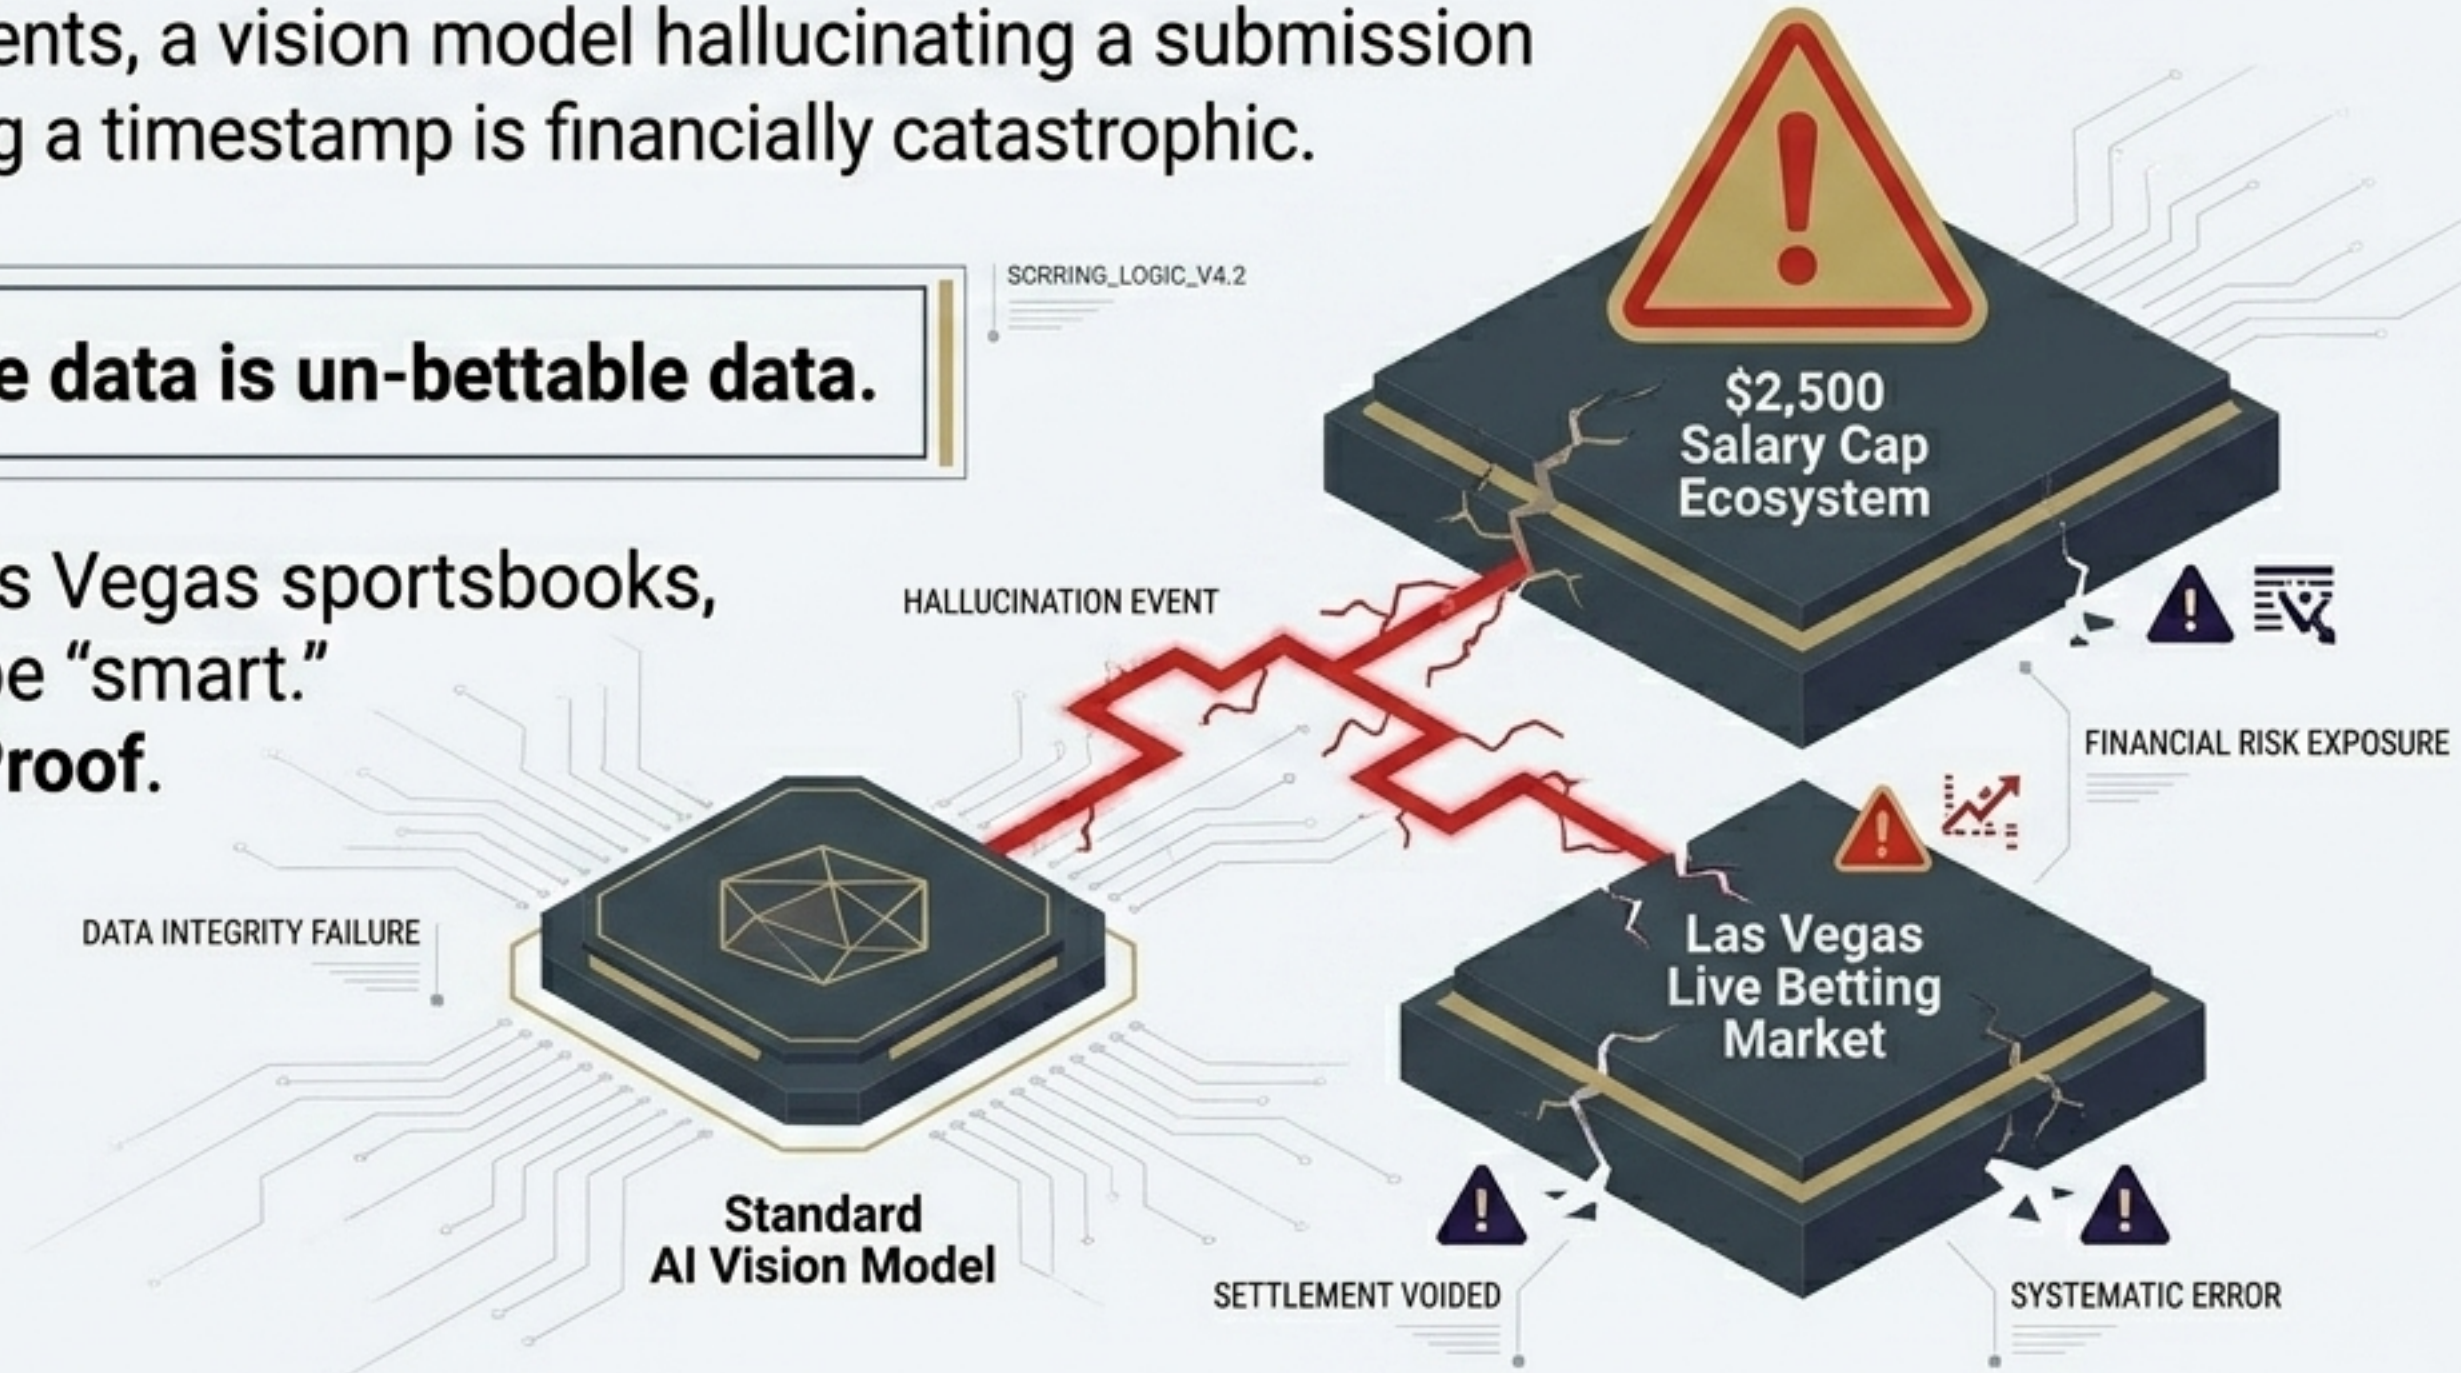 ents, a vision model hallucinating a submission
g a timestamp is financially catastrophic.
SCRRING_LOGIC_V4.2
e data is un-bettable data.
$2,500
Salary Cap
Ecosystem
s Vegas sportsbooks,
be “smart.”
Proof.
HALLUCINATION EVENT
FINANCIAL RISK EXPOSURE
DATA INTEGRITY FAILURE
Las Vegas
Live Betting
Market
Standard
AI Vision Model
SETTLEMENT VOIDED
SYSTEMATIC ERROR